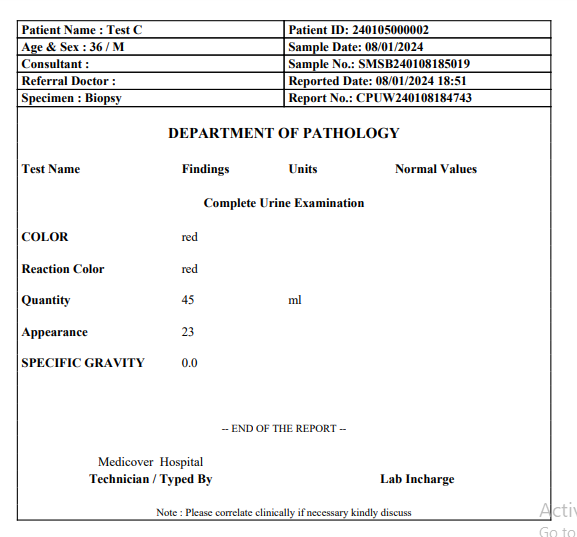 Patient Name : Test C Patient ID: 240105000002
Age & Sex : 36 / M Sample Date: 08/01/2024
Consultant : Sample No.: SMSB240108185019
Referral Doctor : Reported Date: 08/01/2024 18:51
Specimen : Biopsy Report No.: CPUW240108184743
DEPARTMENT OF PATHOLOGY
Test Name Findings Units Normal Values
Complete Urine Examination
COLOR red
Reaction Color red
Quantity 45 ml
Appearance 23
SPECIFIC GRAVITY 0.0
-- END OF THE REPORT --
Medicover Hospital
Technician / Typed By Lab Incharge
Note : Please correlate clinically if necessary kindly discuss
Go to